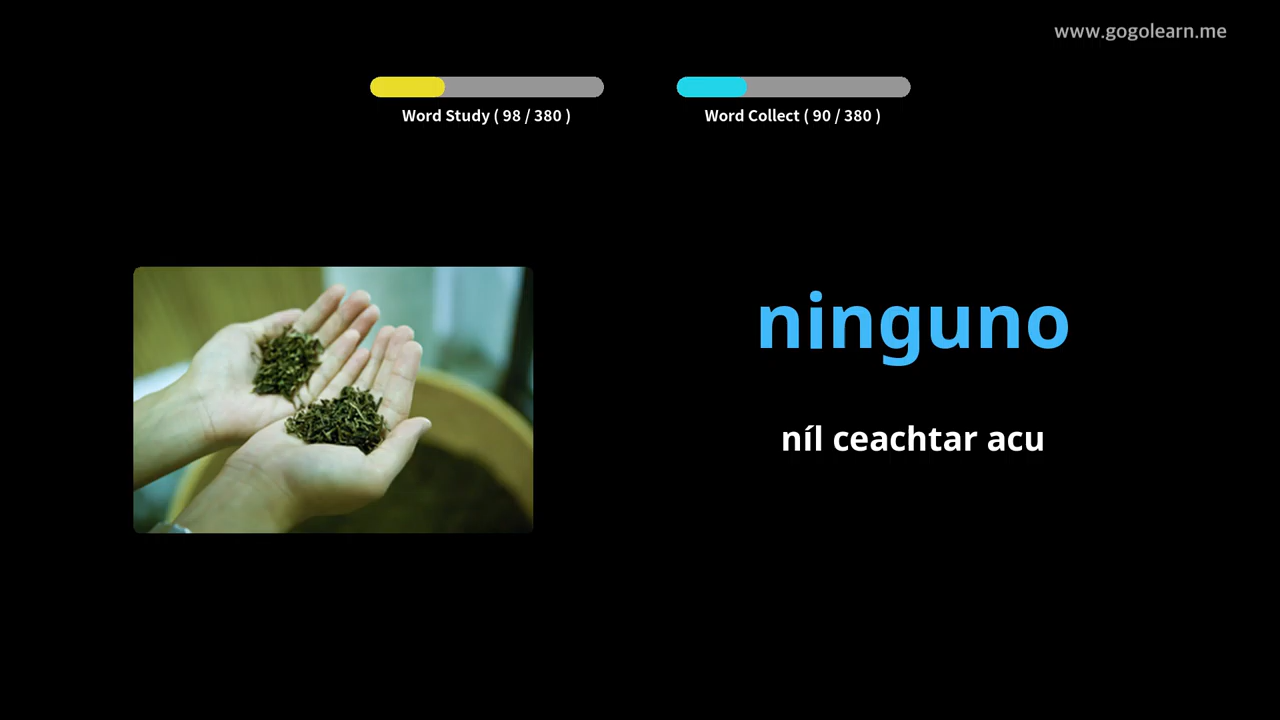 www.gogolearn.me
Word Study ( 98 / 380 )
Word Collect ( 90 / 380 )
ninguno
níl ceachtar acu